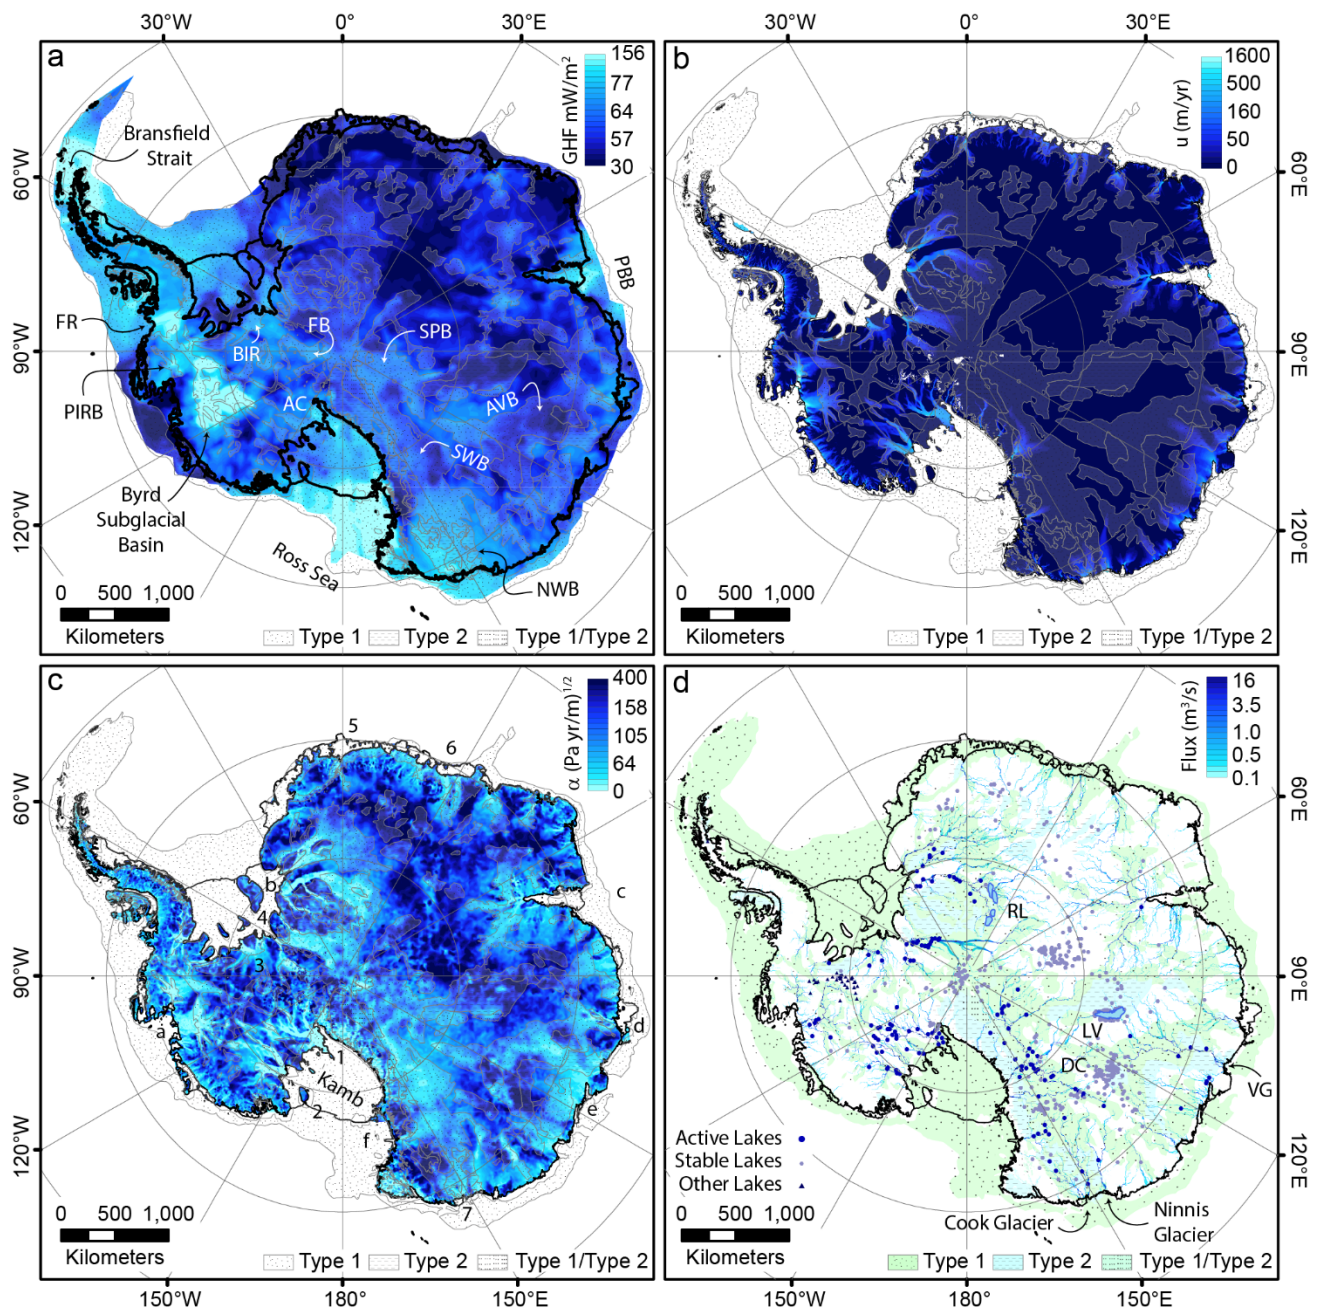 30°W 0° 30°E
30°W 0° 30°E
a
156
77
64
57
30
GHF mW/m²
Bransfield
Strait
60°W
FR
90°W
PIRB
BIR
FB
SPB
AC
AVB
SWB
PBB
Byrd
Subglacial
Basin
120°W
Ross Sea
NWB
0 500 1,000
Kilometers
Type 1 Type 2 Type 1/Type 2
b
1600
500
160
50
0
u (m/yr)
60°E
90°E
120°E
0 500 1,000
Kilometers
Type 1 Type 2 Type 1/Type 2
c
400
158
105
64
0
α (Pa yr/m)1/2
5
6
60°W
b
c
4
3
90°W
a
d
1
Kamb
2
e
f
120°W
7
0 500 1,000
Kilometers
Type 1 Type 2 Type 1/Type 2
150°W 180° 150°E
d
16
3.5
1.0
0.5
0.1
Flux (m³/s)
60°E
RL
90°E
LV
DC
VG
120°E
Active Lakes
Stable Lakes
Other Lakes
Cook Glacier
Ninnis
Glacier
0 500 1,000
Kilometers
Type 1 Type 2 Type 1/Type 2
150°W 180° 150°E